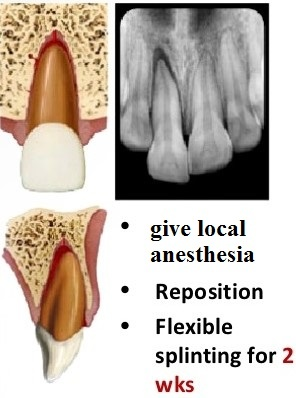 • give local
anesthesia
• Reposition
• Flexible
splinting for 2
wks